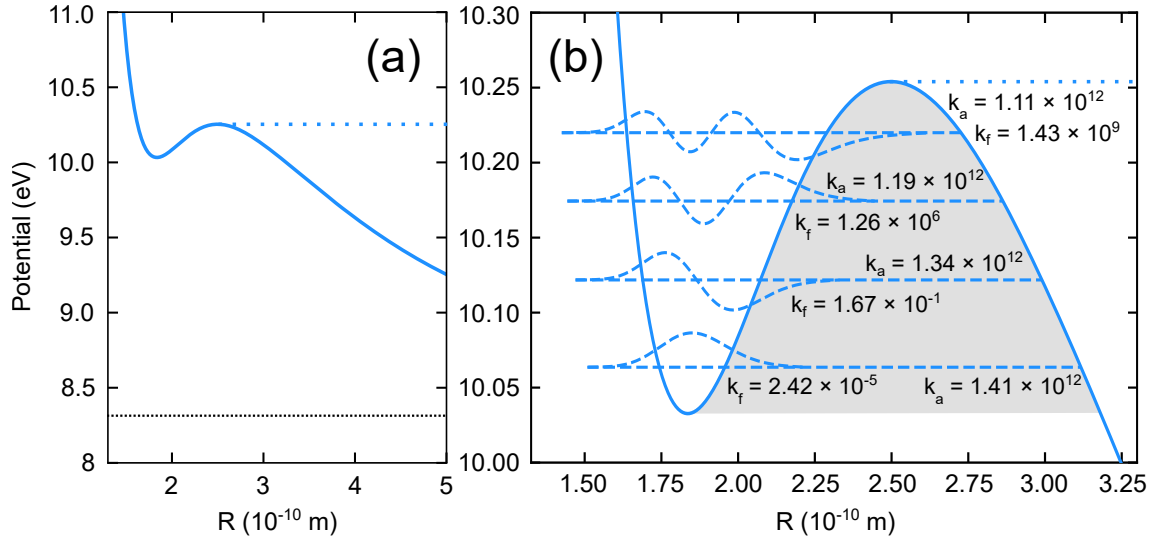 (a)
Potential (eV)
11.0
10.5
10.0
9.5
9.0
8.5
8
2
3
4
5
R (10⁻¹⁰ m)
(b)
10.30
10.25
10.20
10.15
10.10
10.05
10.00
kₐ = 1.11 × 10¹²
k_f = 1.43 × 10⁹
kₐ = 1.19 × 10¹²
k_f = 1.26 × 10⁶
kₐ = 1.34 × 10¹²
k_f = 1.67 × 10⁻¹
k_f = 2.42 × 10⁻⁵
kₐ = 1.41 × 10¹²
1.50
1.75
2.00
2.25
2.50
2.75
3.00
3.25
R (10⁻¹⁰ m)